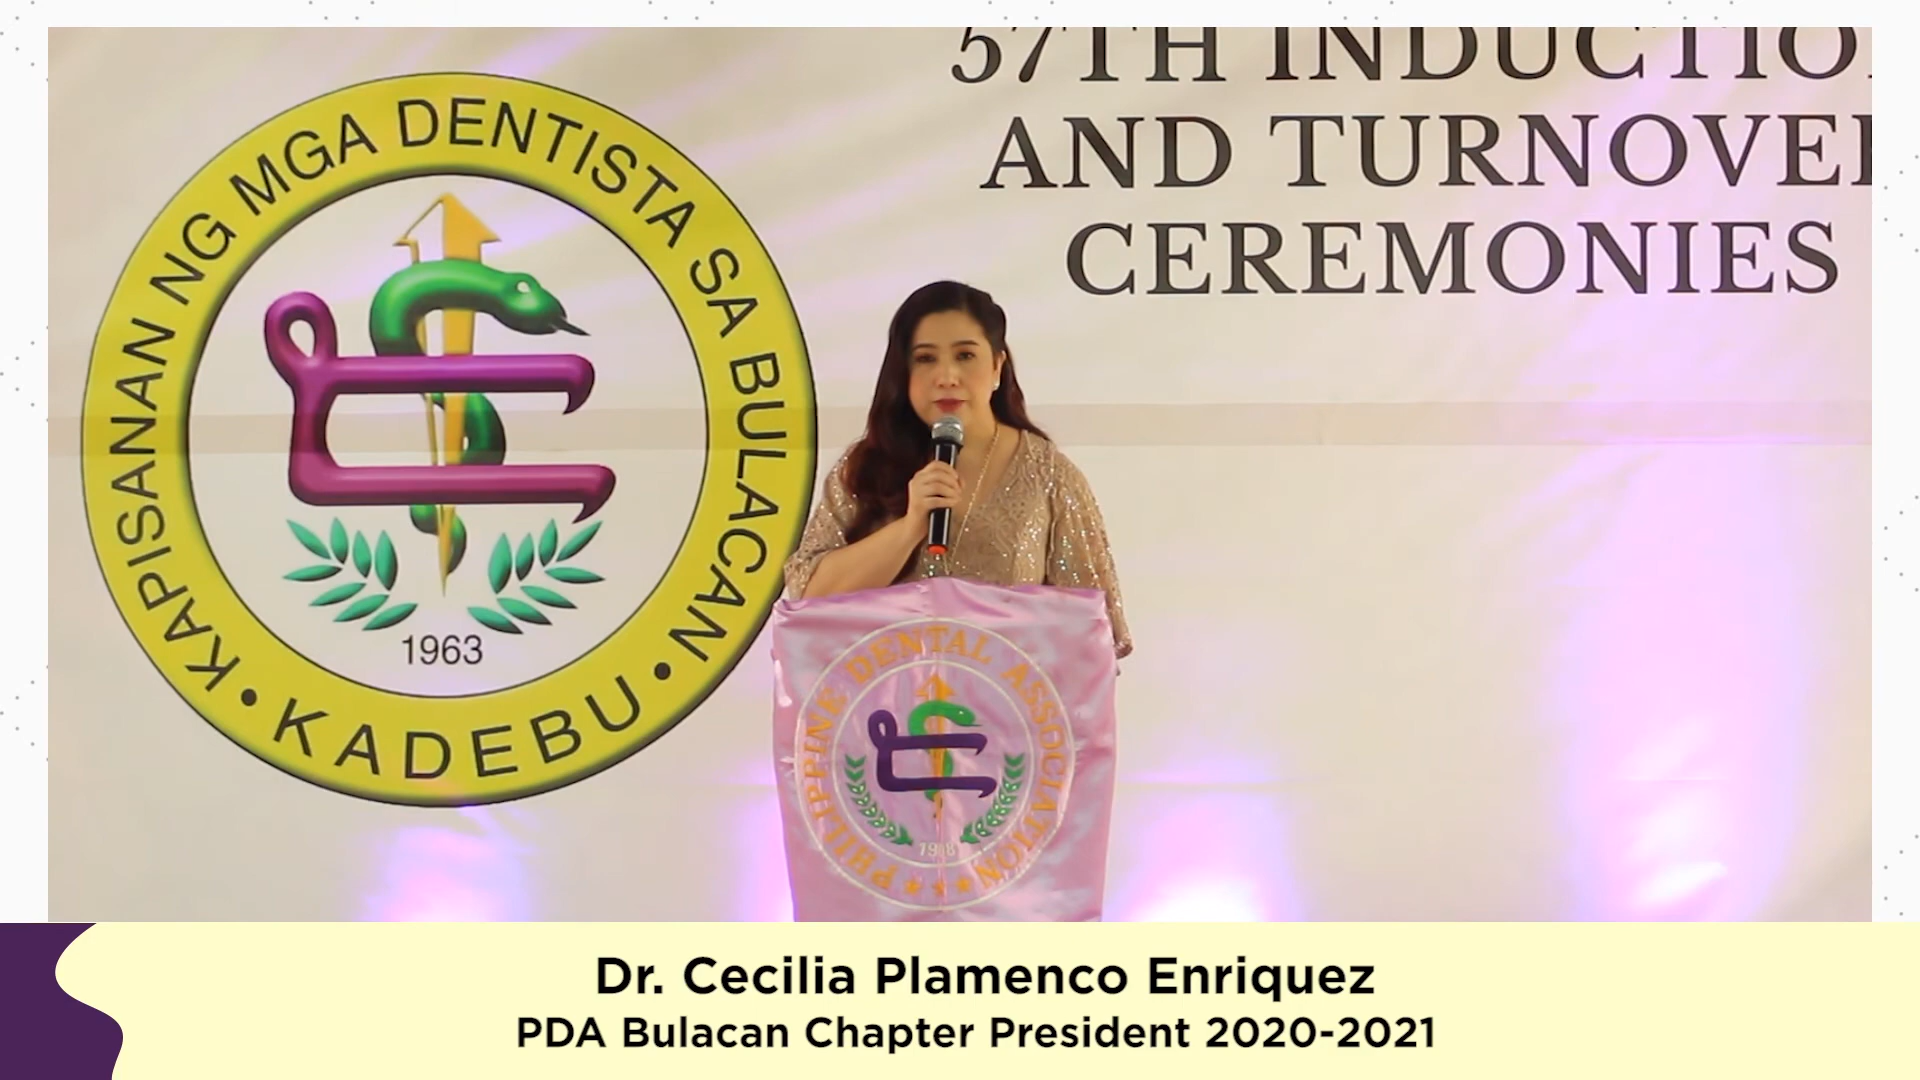 57TH INDUCTIO
AND TURNOVE
CEREMONIES
KAPISANAN NG MGA DENTISTA SA BULACAN
• KADEBU •
1963
PHILIPPINE DENTAL ASSOCIATION
Dr. Cecilia Plamenco Enriquez
PDA Bulacan Chapter President 2020-2021